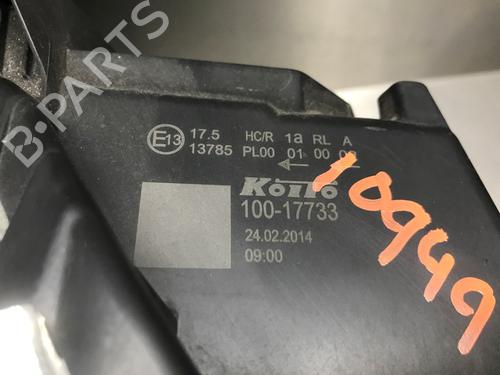 B-PARTS
E13 17.5 HC/R 1a RL A
13785 PL00 01 00 02
Koito
100-17733
24.02.2014
09:00
10949